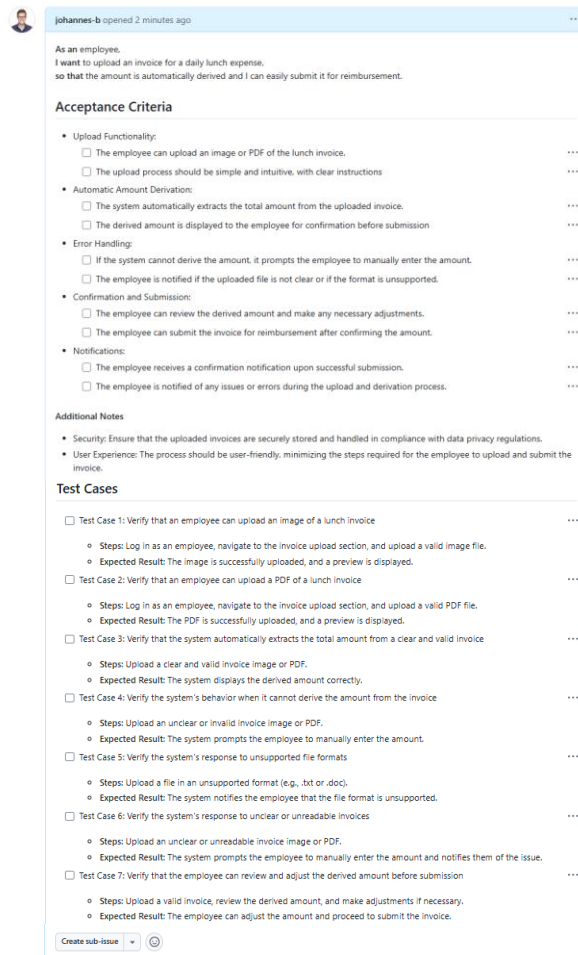 johannes-b opened 2 minutes ago
As an employee,
I want to upload an invoice for a daily lunch expense,
so that the amount is automatically derived and I can easily submit it for reimbursement.
Acceptance Criteria
• Upload Functionality:
The employee can upload an image or PDF of the lunch invoice.
The upload process should be simple and intuitive, with clear instructions
• Automatic Amount Derivation:
The system automatically extracts the total amount from the uploaded invoice.
The derived amount is displayed to the employee for confirmation before submission
• Error Handling:
If the system cannot derive the amount, it prompts the employee to manually enter the amount.
The employee is notified if the uploaded file is not clear or if the format is unsupported.
• Confirmation and Submission:
The employee can review the derived amount and make any necessary adjustments.
The employee can submit the invoice for reimbursement after confirming the amount.
• Notifications:
The employee receives a confirmation notification upon successful submission.
The employee is notified of any issues or errors during the upload and derivation process.
Additional Notes
• Security: Ensure that the uploaded invoices are securely stored and handled in compliance with data privacy regulations.
• User Experience: The process should be user-friendly, minimizing the steps required for the employee to upload and submit the
invoice.
Test Cases
Test Case 1: Verify that an employee can upload an image of a lunch invoice
Steps: Log in as an employee, navigate to the invoice upload section, and upload a valid image file.
Expected Result: The image is successfully uploaded, and a preview is displayed.
Test Case 2: Verify that an employee can upload a PDF of a lunch invoice
Steps: Log in as an employee, navigate to the invoice upload section, and upload a valid PDF file.
Expected Result: The PDF is successfully uploaded, and a preview is displayed.
Test Case 3: Verify that the system automatically extracts the total amount from a clear and valid invoice
Steps: Upload a clear and valid invoice image or PDF.
Expected Result: The system displays the derived amount correctly.
Test Case 4: Verify the system's behavior when it cannot derive the amount from the invoice
Steps: Upload an unclear or invalid invoice image or PDF.
Expected Result: The system prompts the employee to manually enter the amount.
Test Case 5: Verify the system's response to unsupported file formats
Steps: Upload a file in an unsupported format (e.g., .txt or .doc).
Expected Result: The system notifies the employee that the file format is unsupported.
Test Case 6: Verify the system's response to unclear or unreadable invoices
Steps: Upload an unclear or unreadable invoice image or PDF.
Expected Result: The system prompts the employee to manually enter the amount and notifies them of the issue.
Test Case 7: Verify that the employee can review and adjust the derived amount before submission
Steps: Upload a valid invoice, review the derived amount, and make adjustments if necessary.
Expected Result: The employee can adjust the amount and proceed to submit the invoice.
Create sub-issue